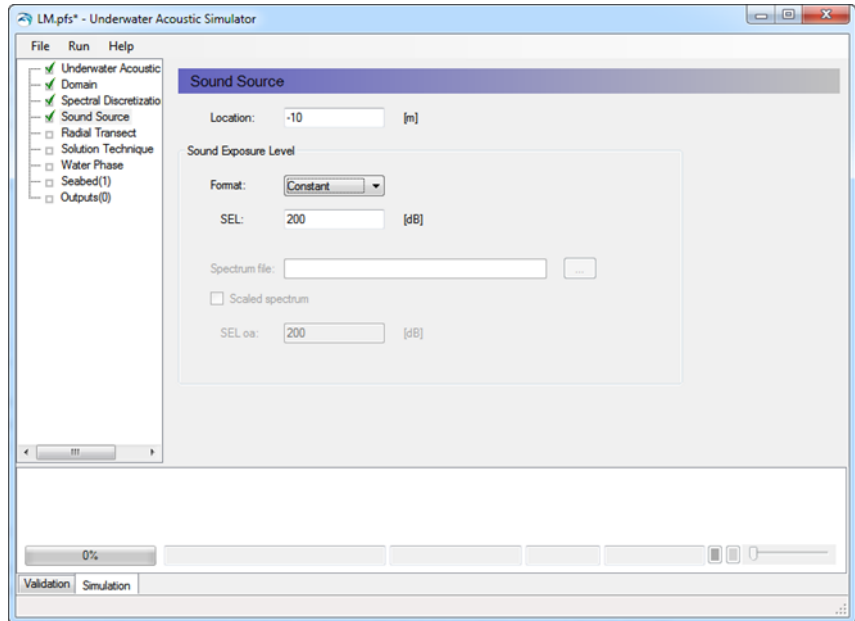 LM.pfs* - Underwater Acoustic Simulator
File Run Help
Underwater Acoustic
Domain
Spectral Discretizatio
Sound Source
Radial Transect
Solution Technique
Water Phase
Seabed(1)
Outputs(0)
Sound Source
Location: -10 [m]
Sound Exposure Level
Format: Constant
SEL: 200 [dB]
Spectrum file: ...
Scaled spectrum
SEL oa: 200 [dB]
0%
Validation Simulation